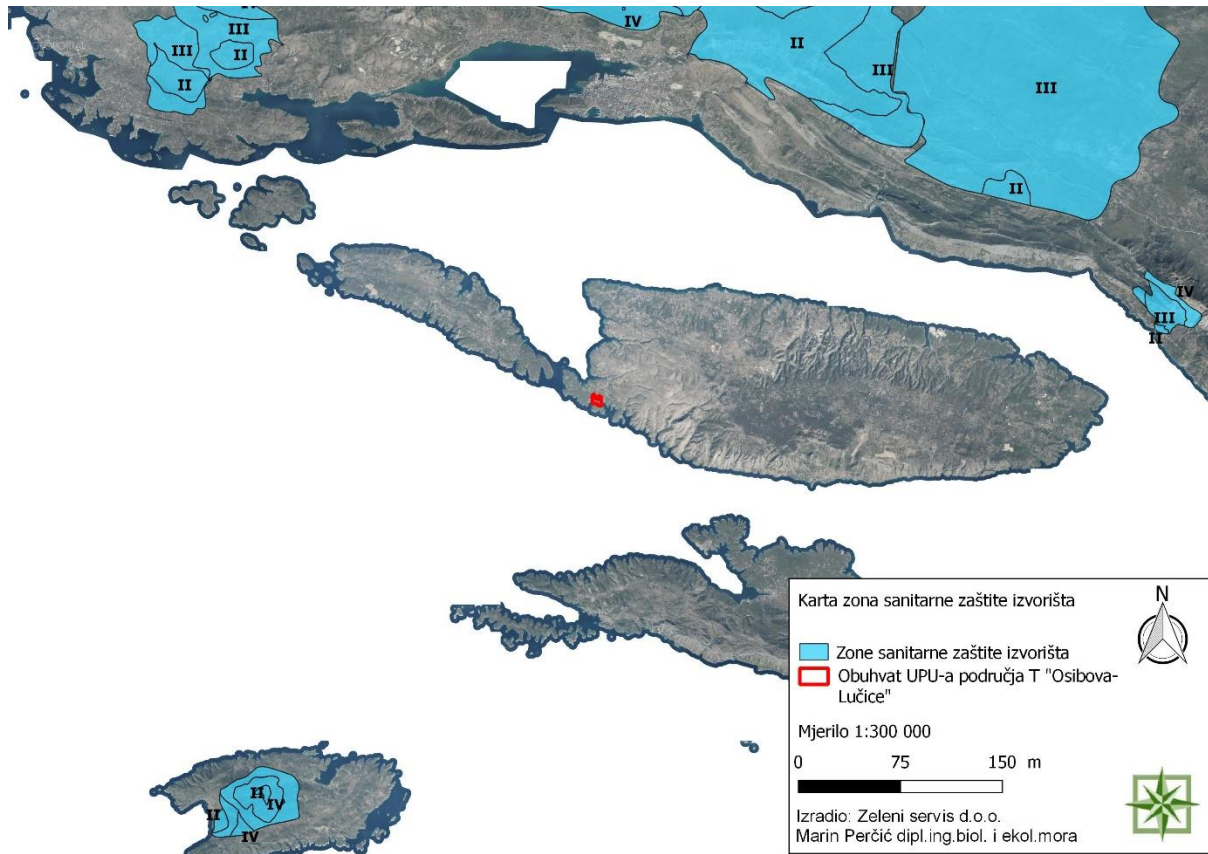 IV
III
III
II
II
IV
II
III
III
II
IV
III
II
II
IV
II
IV
Karta zona sanitarne zaštite izvorišta
N
Zone sanitarne zaštite izvorišta
Obuhvat UPU-a područja T "Osibova-
Lučice"
Mjerilo 1:300 000
0 75 150 m
Izradio: Zeleni servis d.o.o.
Marin Perčić dipl.ing.biol. i ekol.mora